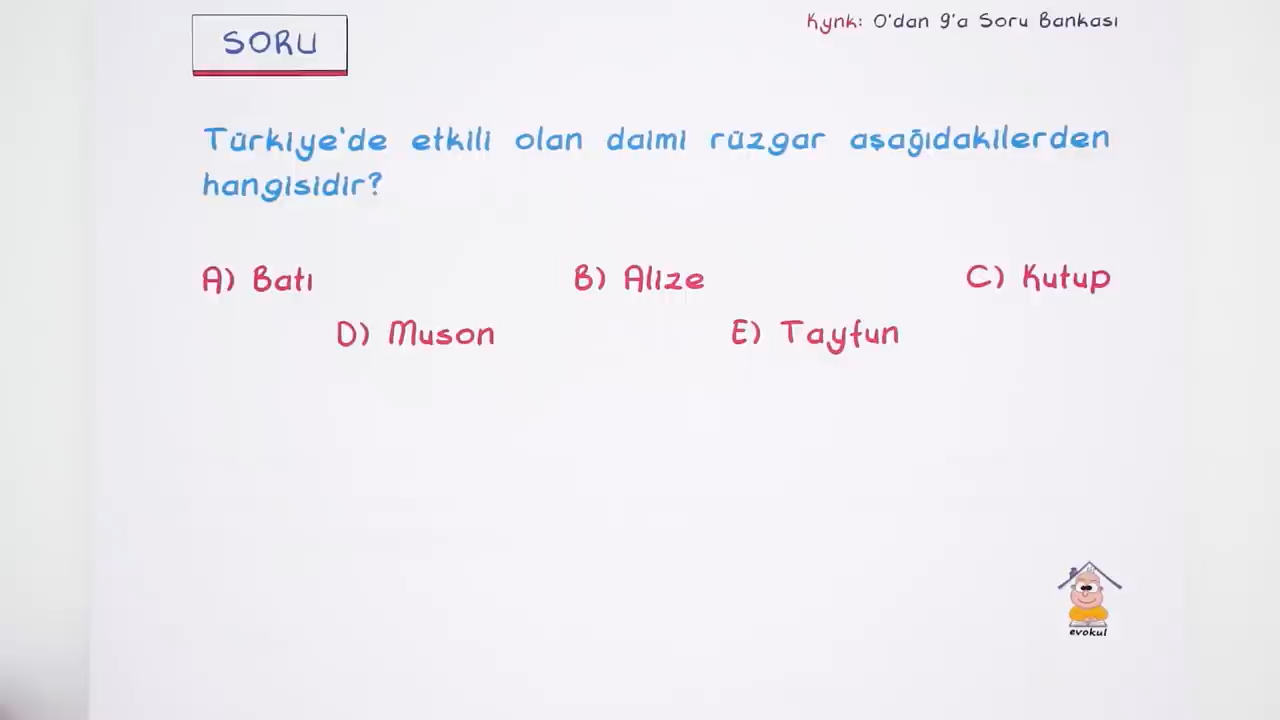 SORU
Kynk: 0'dan 9'a Soru Bankası
Türkiye'de etkili olan daimi rüzgar aşağıdakilerden
hangisidir?
A) Batı B) Alize C) Kutup
D) Muson E) Tayfun
evokul